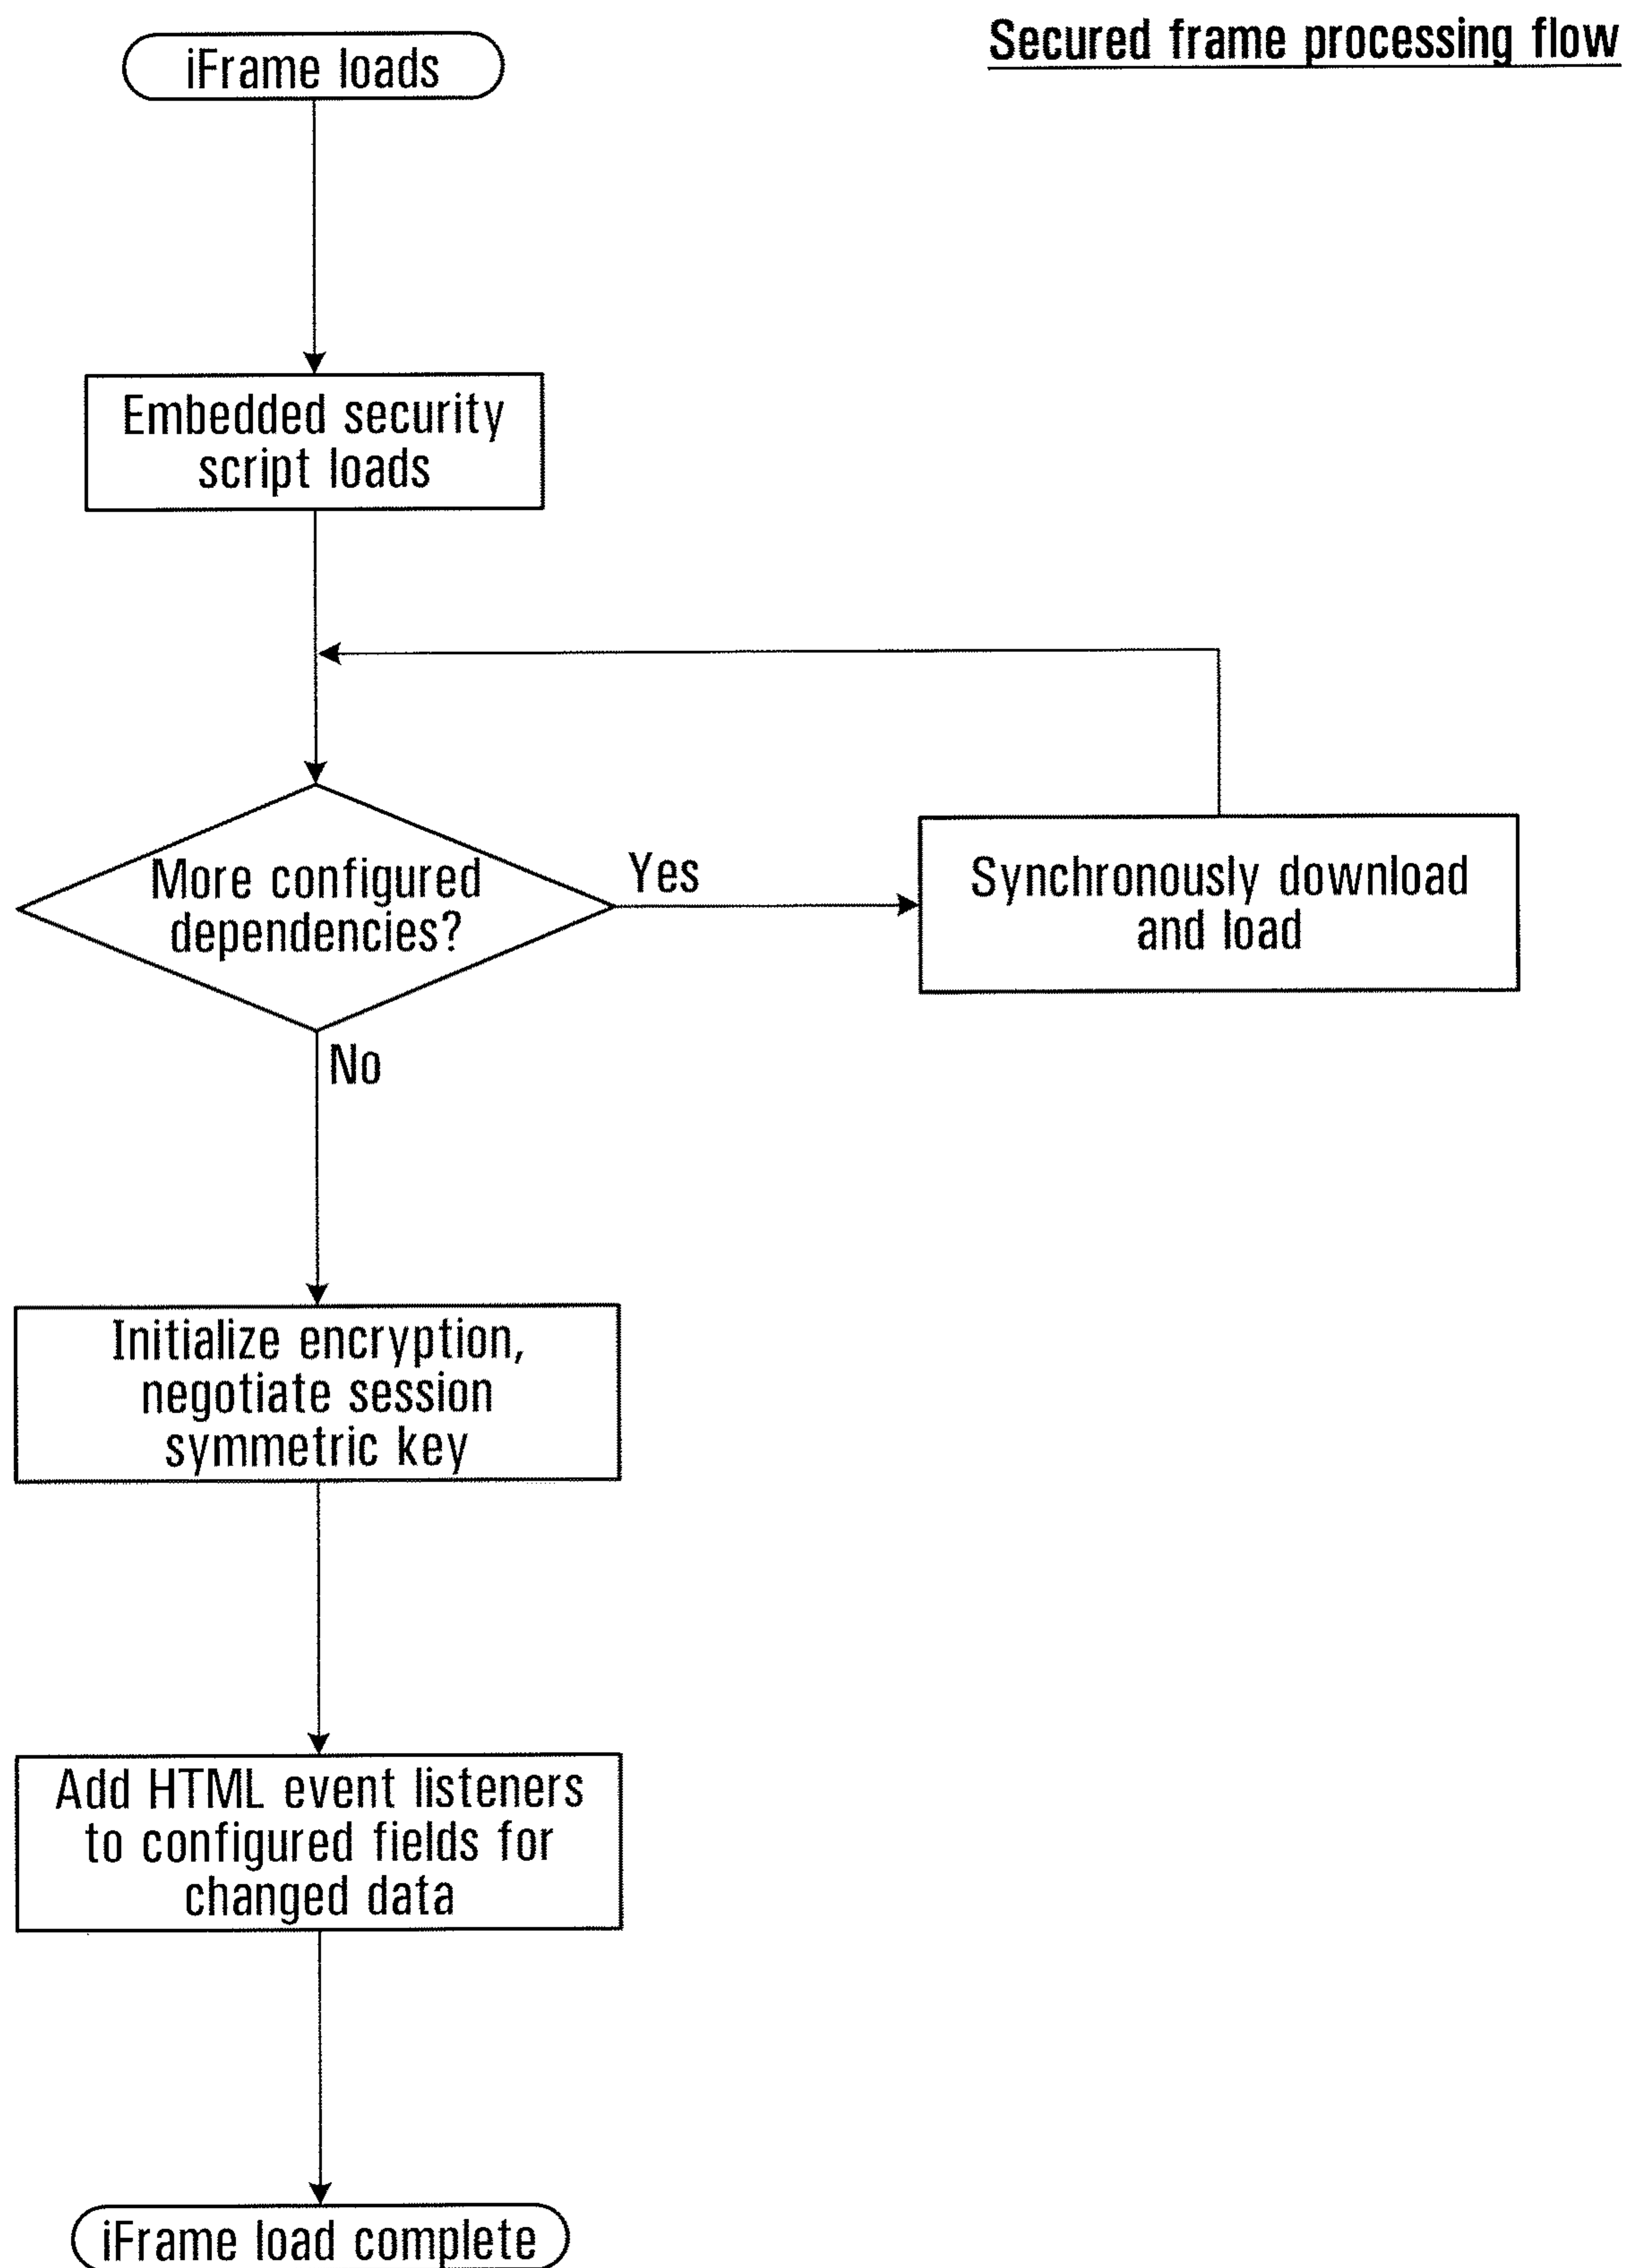 Secured frame processing flow
iFrame loads
Embedded security
script loads
More configured
dependencies?
Yes
Synchronously download
and load
No
Initialize encryption,
negotiate session
symmetric key
Add HTML event listeners
to configured fields for
changed data
iFrame load complete